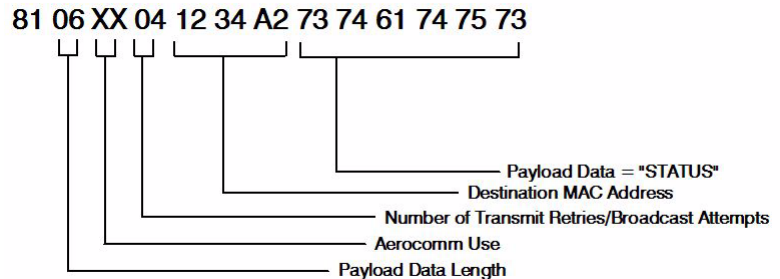 81 06 XX 04 12 34 A2 73 74 61 74 75 73
Payload Data = "STATUS"
Destination MAC Address
Number of Transmit Retries/Broadcast Attempts
Aerocomm Use
Payload Data Length